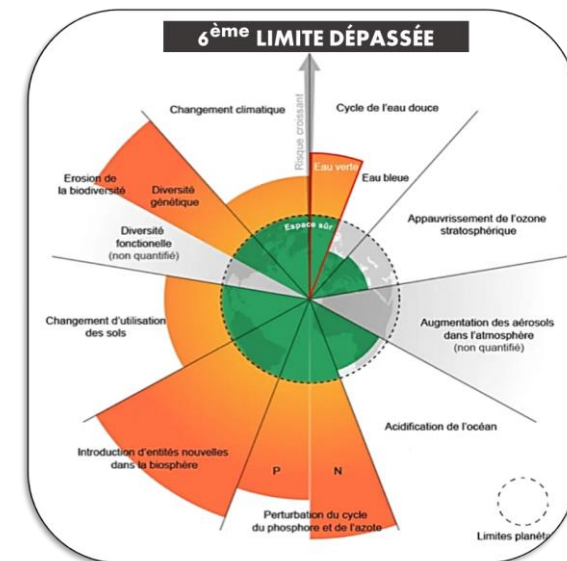 6ème LIMITE DÉPASSÉE
Changement climatique
Risque croissant
Cycle de l'eau douce
Eau verte
Eau bleue
Erosion de
la biodiversité
Diversité
génétique
Espace sûr
Appauvrissement de l'ozone
stratosphérique
Diversité
fonctionelle
(non quantifié)
Changement d'utilisation
des sols
Augmentation des aérosols
dans l'atmosphère
(non quantifié)
Acidification de l'océan
Introduction d'entités nouvelles
dans la biosphère
P
N
Perturbation du cycle
du phosphore et de l'azote
Limites planéta